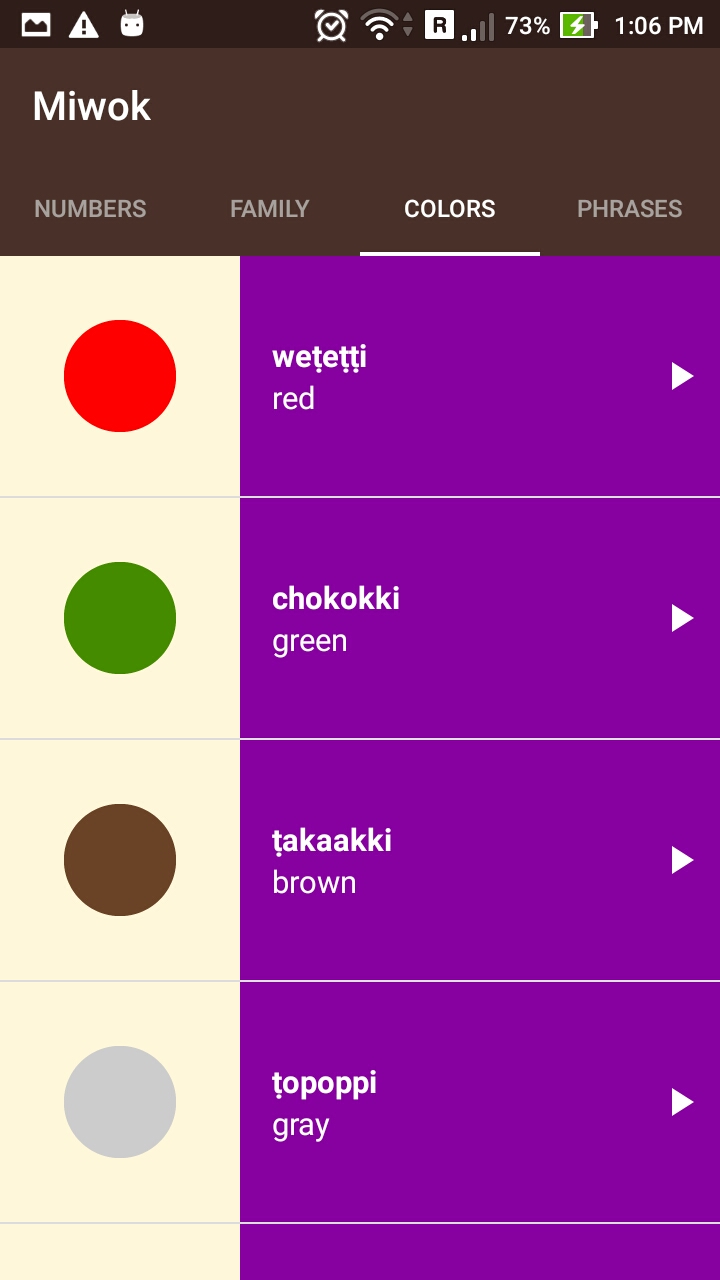 R 73% 1:06 PM
Miwok
NUMBERS FAMILY COLORS PHRASES
weṭeṭṭi
red
chokokki
green
ṭakaakki
brown
ṭopoppi
gray